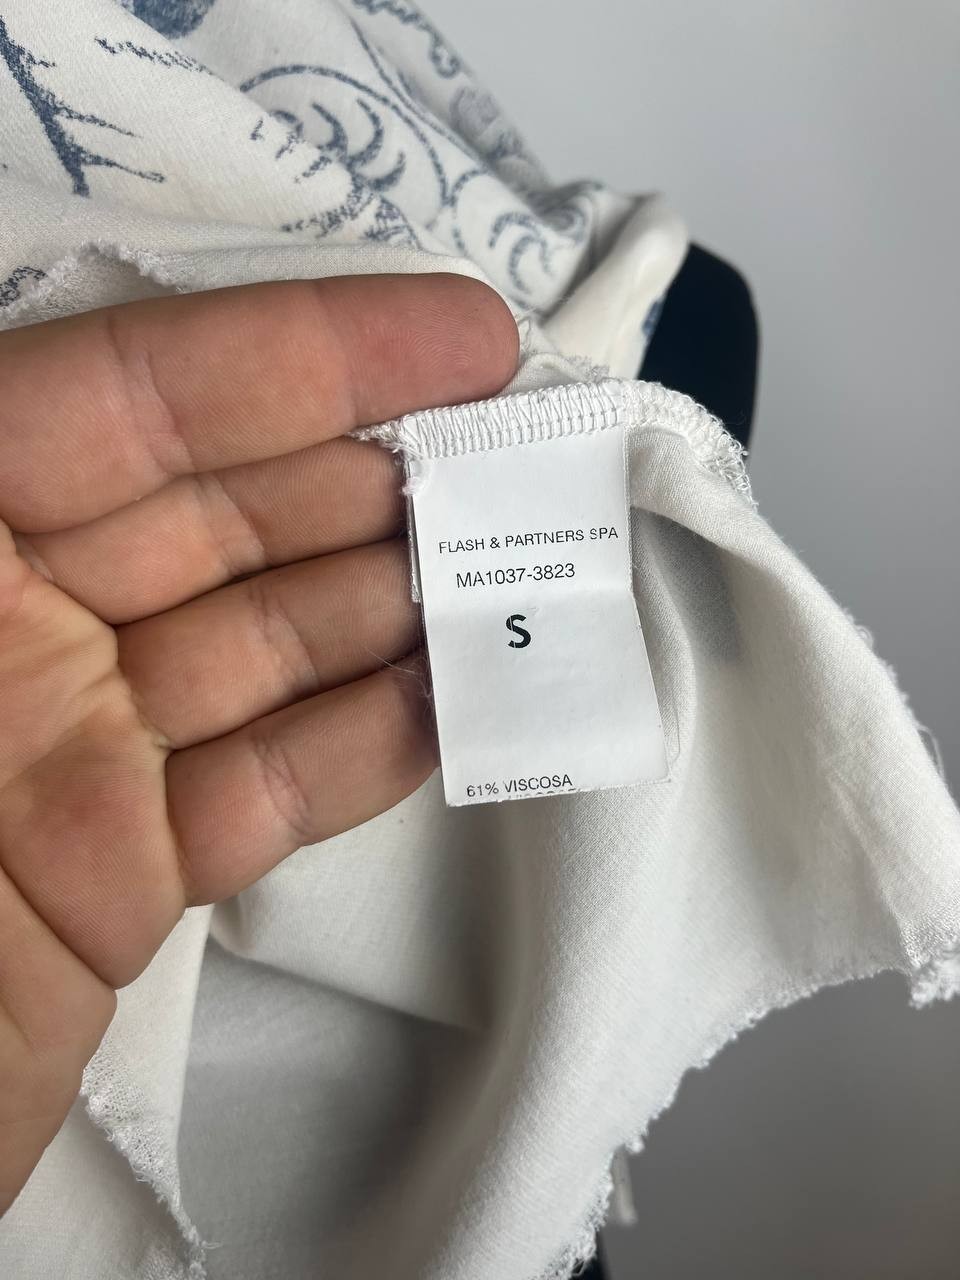 FLASH & PARTNERS SPA
MA1037-3823
S
61% VISCOSA